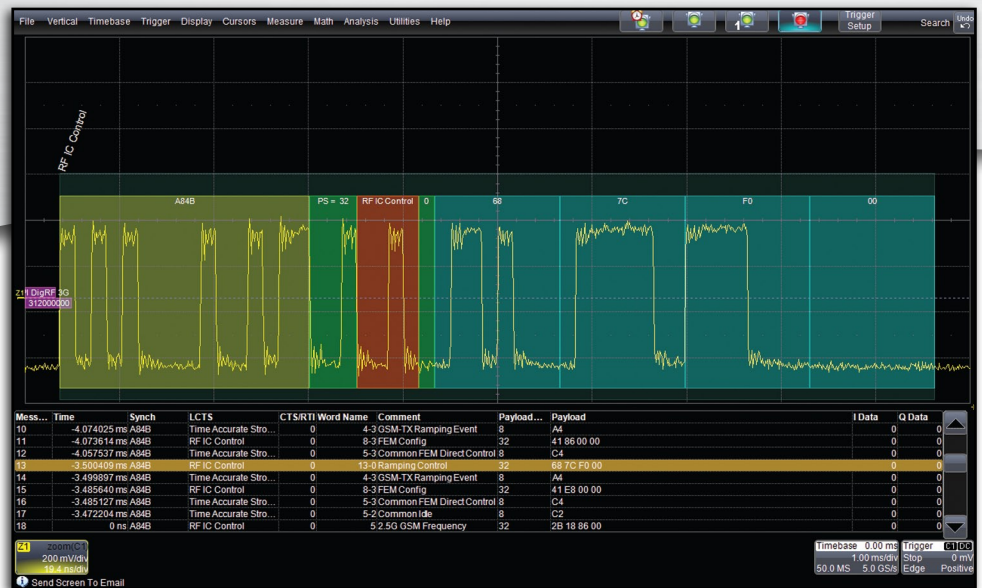 File Vertical Timebase Trigger Display Cursors Measure Math Analysis Utilities Help
1
Trigger Setup
Search
Undo
RF IC Control
A84B PS = 32 RF IC Control 0 68 7C F0 00
Z1 DigRF 3G
312000000
Mess... Time Synch LCTS CTS/RTI Word Name Comment Payload... Payload I Data Q Data
10 -4.074025 ms A84B Time Accurate Stro... 0 4-3 GSM-TX Ramping Event 8 A4 0 0
11 -4.073614 ms A84B RF IC Control 0 8-3 FEM Config 32 41 86 00 00 0 0
12 -4.057537 ms A84B Time Accurate Stro... 0 5-3 Common FEM Direct Control 8 C4 0 0
13 -3.500409 ms A84B RF IC Control 0 13-0 Ramping Control 32 68 7C F0 00 0 0
14 -3.499897 ms A84B Time Accurate Stro... 0 4-3 GSM-TX Ramping Event 8 A4 0 0
15 -3.485640 ms A84B RF IC Control 0 8-3 FEM Config 32 41 E8 00 00 0 0
16 -3.485127 ms A84B Time Accurate Stro... 0 5-3 Common FEM Direct Control 8 C4 0 0
17 -3.472204 ms A84B Time Accurate Stro... 0 5-2 Common Idle 8 C2 0 0
18 0 ns A84B RF IC Control 0 5 2.5G GSM Frequency 32 2B 18 86 00 0 0
Z1 zoom(C1)
200 mV/div
19.4 ns/div
Timebase 0.00 ms
1.00 ms/div
50.0 MS 5.0 GS/s
Trigger C1 DC
Stop 0 mV
Edge Positive
Send Screen To Email